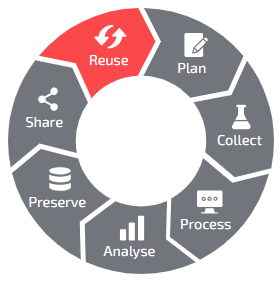 Reuse
Plan
Share
Collect
Preserve
Process
Analyse